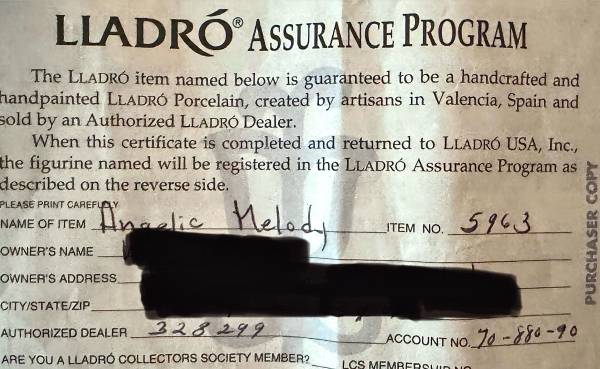 LLADRÓ® ASSURANCE PROGRAM
The LLADRÓ item named below is guaranteed to be a handcrafted and
handpainted LLADRÓ Porcelain, created by artisans in Valencia, Spain and
sold by an Authorized LLADRÓ Dealer.
When this certificate is completed and returned to LLADRÓ USA, Inc.,
the figurine named will be registered in the LLADRÓ Assurance Program as
described on the reverse side.
PLEASE PRINT CAREFULLY
NAME OF ITEM Angelic Melody ITEM NO. 5963
OWNER'S NAME
OWNER'S ADDRESS
CITY/STATE/ZIP
AUTHORIZED DEALER 328299 ACCOUNT NO. 70-880-90
ARE YOU A LLADRÓ COLLECTORS SOCIETY MEMBER? LCS MEMBERSHIP NO
PURCHASER COPY